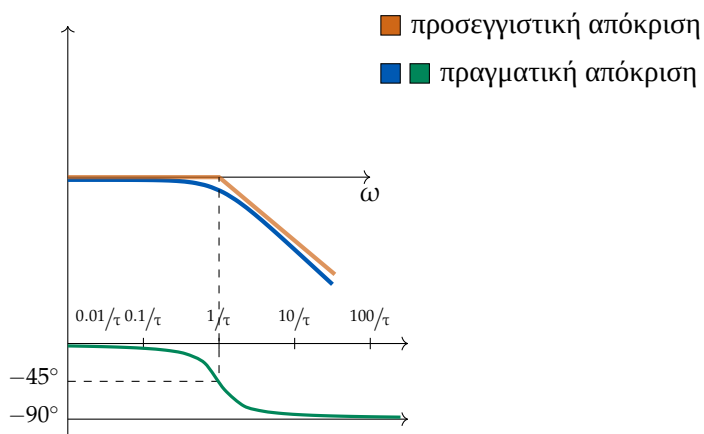 προσεγγιστική απόκριση
πραγματική απόκριση
ω
0.01/τ 0.1/τ 1/τ 10/τ 100/τ
−45°
−90°